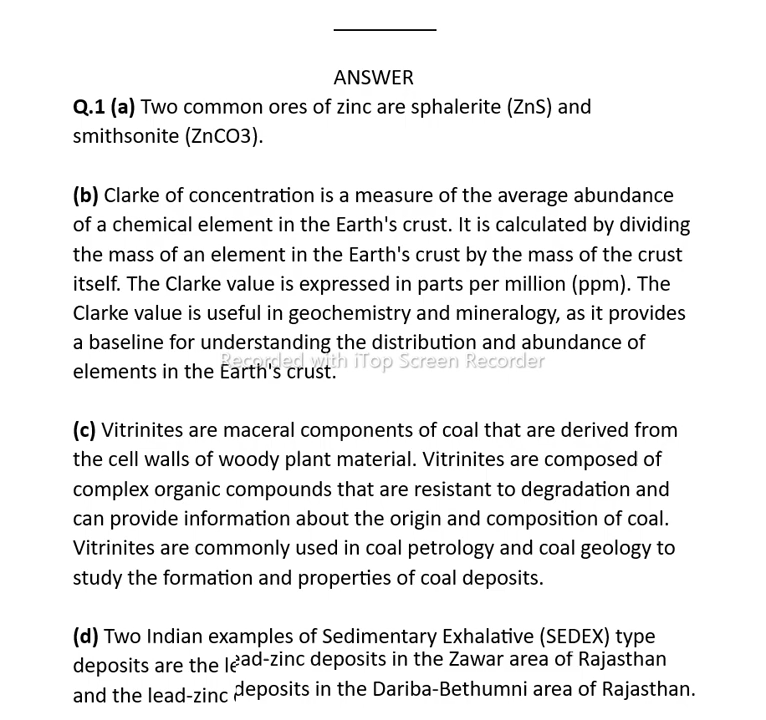 ANSWER
Q.1 (a) Two common ores of zinc are sphalerite (ZnS) and
smithsonite (ZnCO3).
(b) Clarke of concentration is a measure of the average abundance
of a chemical element in the Earth's crust. It is calculated by dividing
the mass of an element in the Earth's crust by the mass of the crust
itself. The Clarke value is expressed in parts per million (ppm). The
Clarke value is useful in geochemistry and mineralogy, as it provides
a baseline for understanding the distribution and abundance of
Recorded with iTop Screen Recorder
elements in the Earth's crust.
(c) Vitrinites are maceral components of coal that are derived from
the cell walls of woody plant material. Vitrinites are composed of
complex organic compounds that are resistant to degradation and
can provide information about the origin and composition of coal.
Vitrinites are commonly used in coal petrology and coal geology to
study the formation and properties of coal deposits.
(d) Two Indian examples of Sedimentary Exhalative (SEDEX) type
deposits are the lead-zinc deposits in the Zawar area of Rajasthan
and the lead-zinc deposits in the Dariba-Bethumni area of Rajasthan.